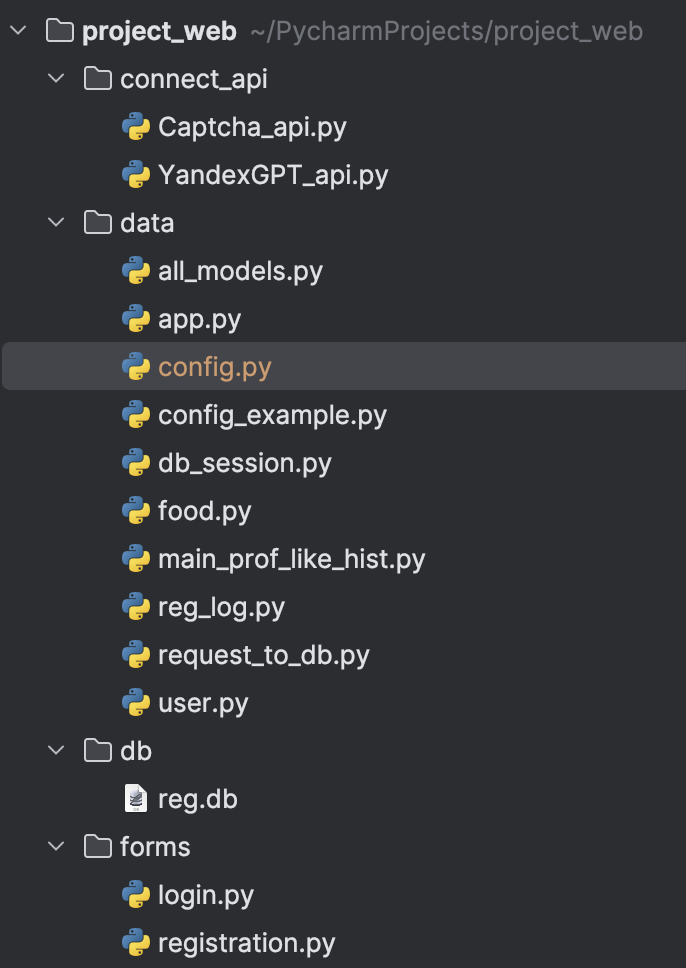 project_web ~/PycharmProjects/project_web
connect_api
Captcha_api.py
YandexGPT_api.py
data
all_models.py
app.py
config.py
config_example.py
db_session.py
food.py
main_prof_like_hist.py
reg_log.py
request_to_db.py
user.py
db
reg.db
forms
login.py
registration.py